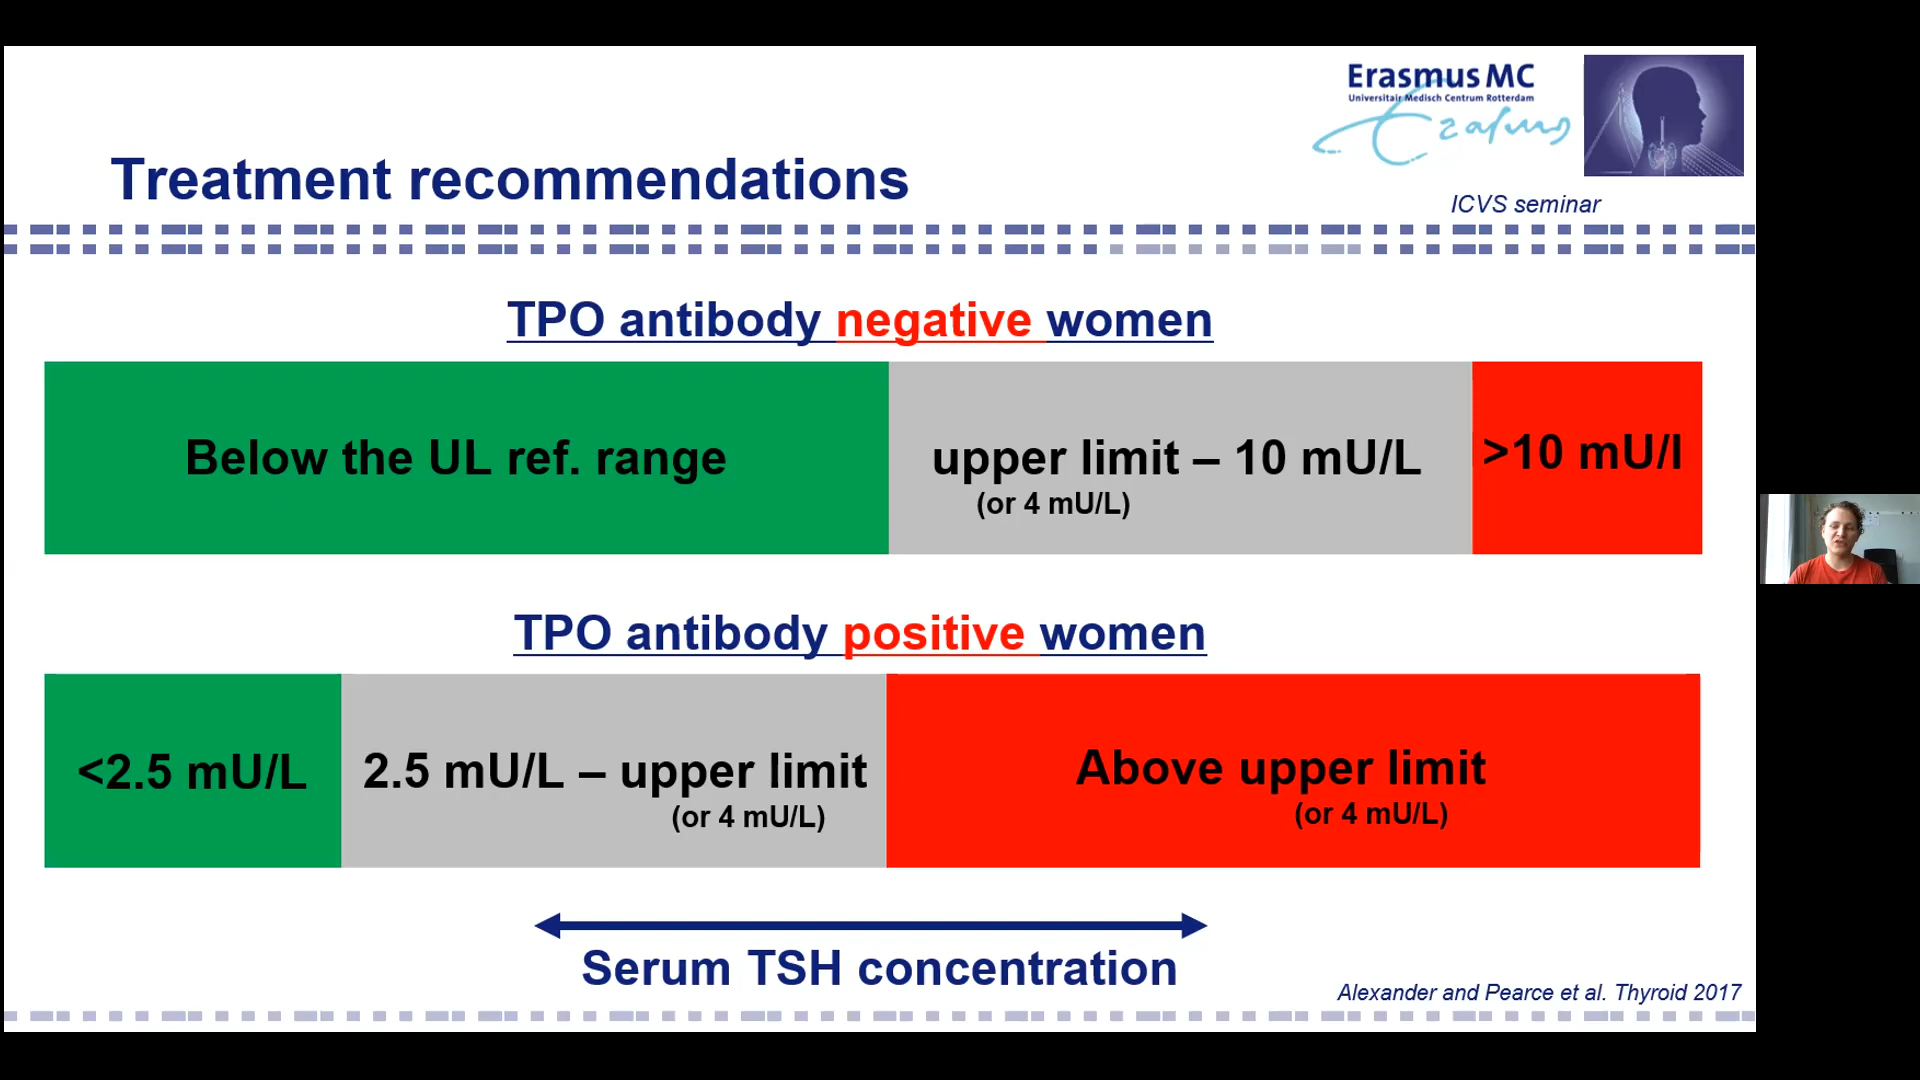 Erasmus MC
Universitair Medisch Centrum Rotterdam
Erasmus
Treatment recommendations
ICVS seminar
TPO antibody negative women
Below the UL ref. range
upper limit – 10 mU/L
(or 4 mU/L)
>10 mU/l
TPO antibody positive women
<2.5 mU/L
2.5 mU/L – upper limit
(or 4 mU/L)
Above upper limit
(or 4 mU/L)
Serum TSH concentration
Alexander and Pearce et al. Thyroid 2017